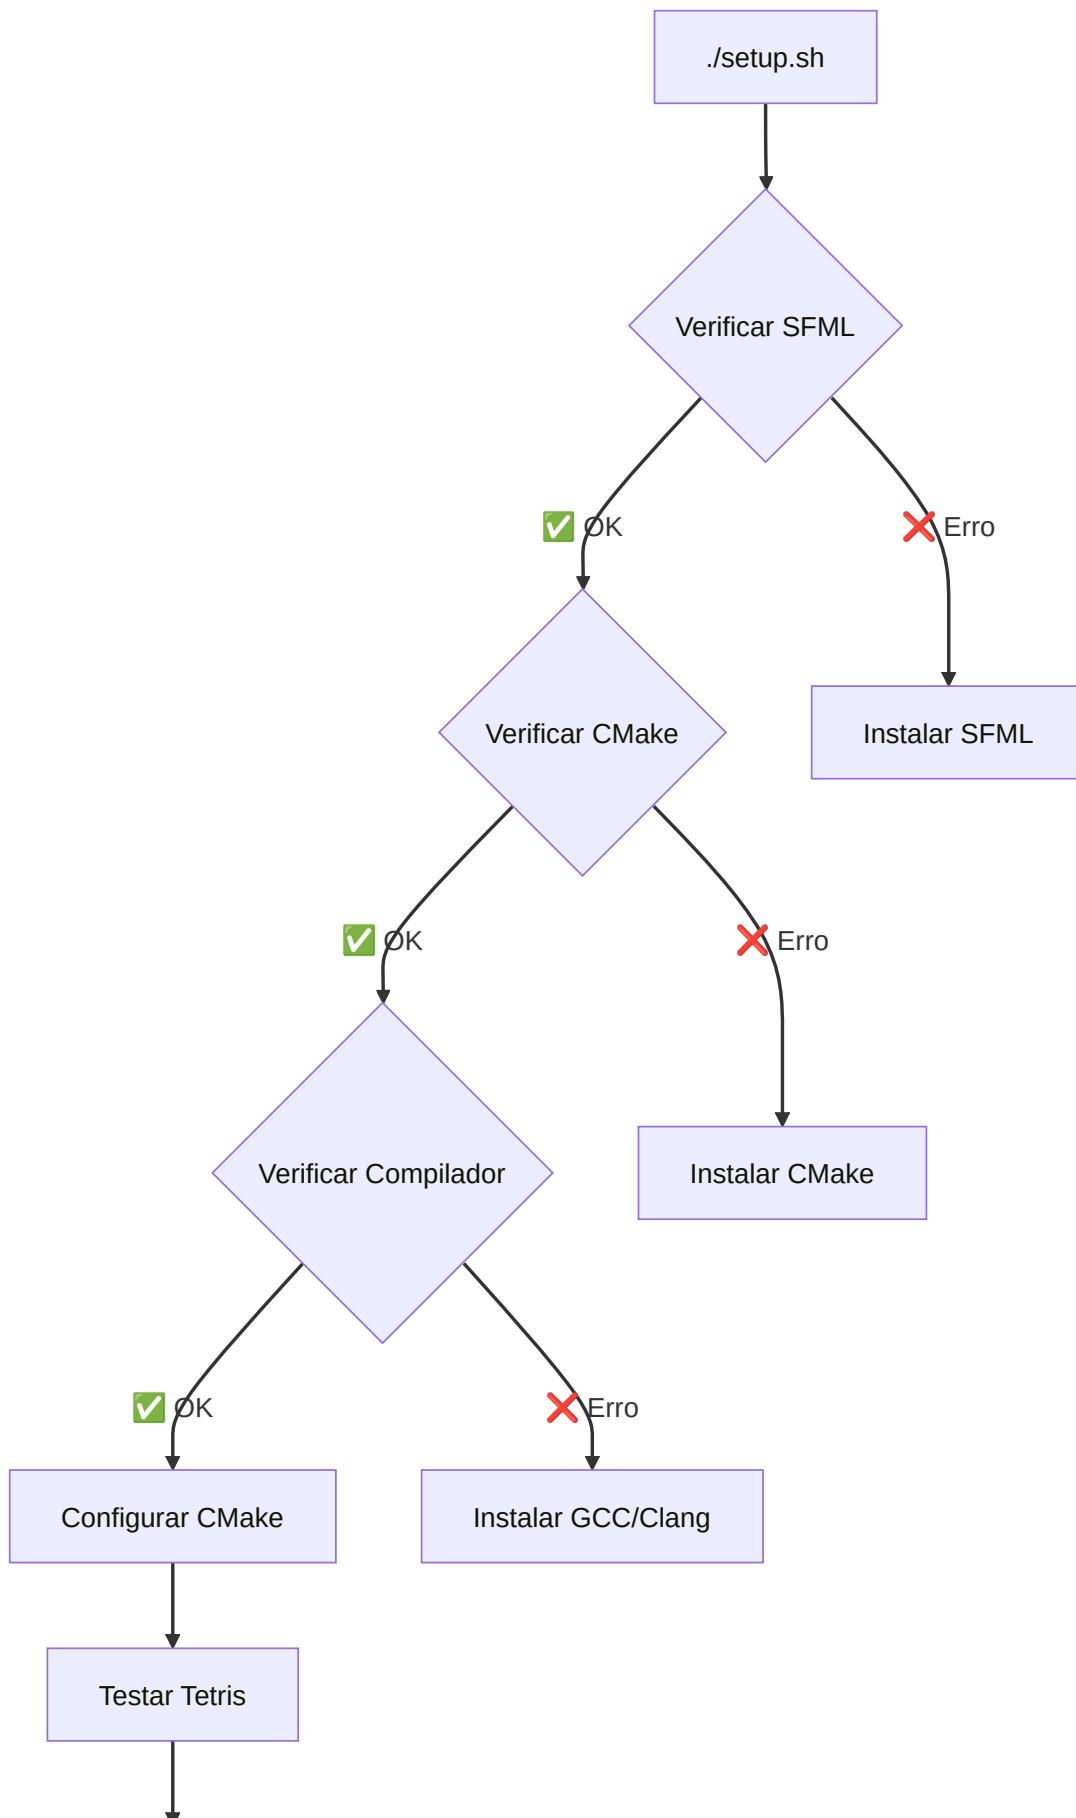 ./setup.sh
Verificar SFML
✅ OK
❌ Erro
Verificar CMake
Instalar SFML
✅ OK
❌ Erro
Verificar Compilador
Instalar CMake
✅ OK
❌ Erro
Configurar CMake
Instalar GCC/Clang
Testar Tetris